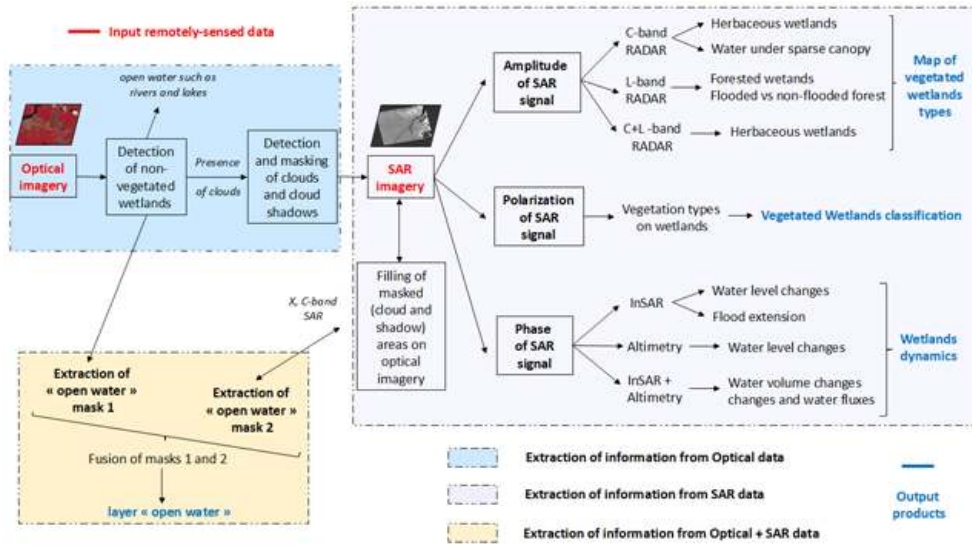 Input remotely-sensed data
open water such as
rivers and lakes
Optical
imagery
Detection
of non-
vegetated
wetlands
Presence
of clouds
Detection
and masking
of clouds
and cloud
shadows
SAR
imagery
Filling of
masked
(cloud and
shadow)
areas on
optical
imagery
Amplitude
of SAR
signal
C-band
RADAR
Herbaceous wetlands
Water under sparse canopy
L-band
RADAR
Forested wetands
Flooded vs non-flooded forest
C+L -band
RADAR
Herbaceous wetlands
Map of
vegetated
wetlands
types
Polarization
of SAR
signal
Vegetation types
on wetlands
Vegetated Wetlands classification
Phase
of SAR
signal
InSAR
Water level changes
Flood extension
Altimetry
Water level changes
InSAR +
Altimetry
Water volume changes
changes and water fluxes
Wetlands
dynamics
X, C-band
SAR
Extraction of
« open water »
mask 1
Extraction of
« open water »
mask 2
Fusion of masks 1 and 2
layer « open water »
Extraction of information from Optical data
Extraction of information from SAR data
Extraction of information from Optical + SAR data
Output
products